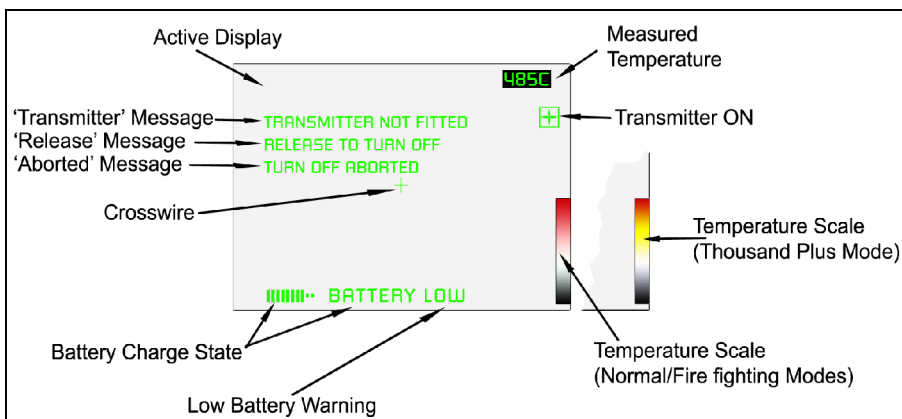 Active Display
Measured
Temperature
485C
'Transmitter' Message
TRANSMITTER NOT FITTED
Transmitter ON
'Release' Message
RELEASE TO TURN OFF
'Aborted' Message
TURN OFF ABORTED
Crosswire
Temperature Scale
(Thousand Plus Mode)
BATTERY LOW
Battery Charge State
Temperature Scale
(Normal/Fire fighting Modes)
Low Battery Warning